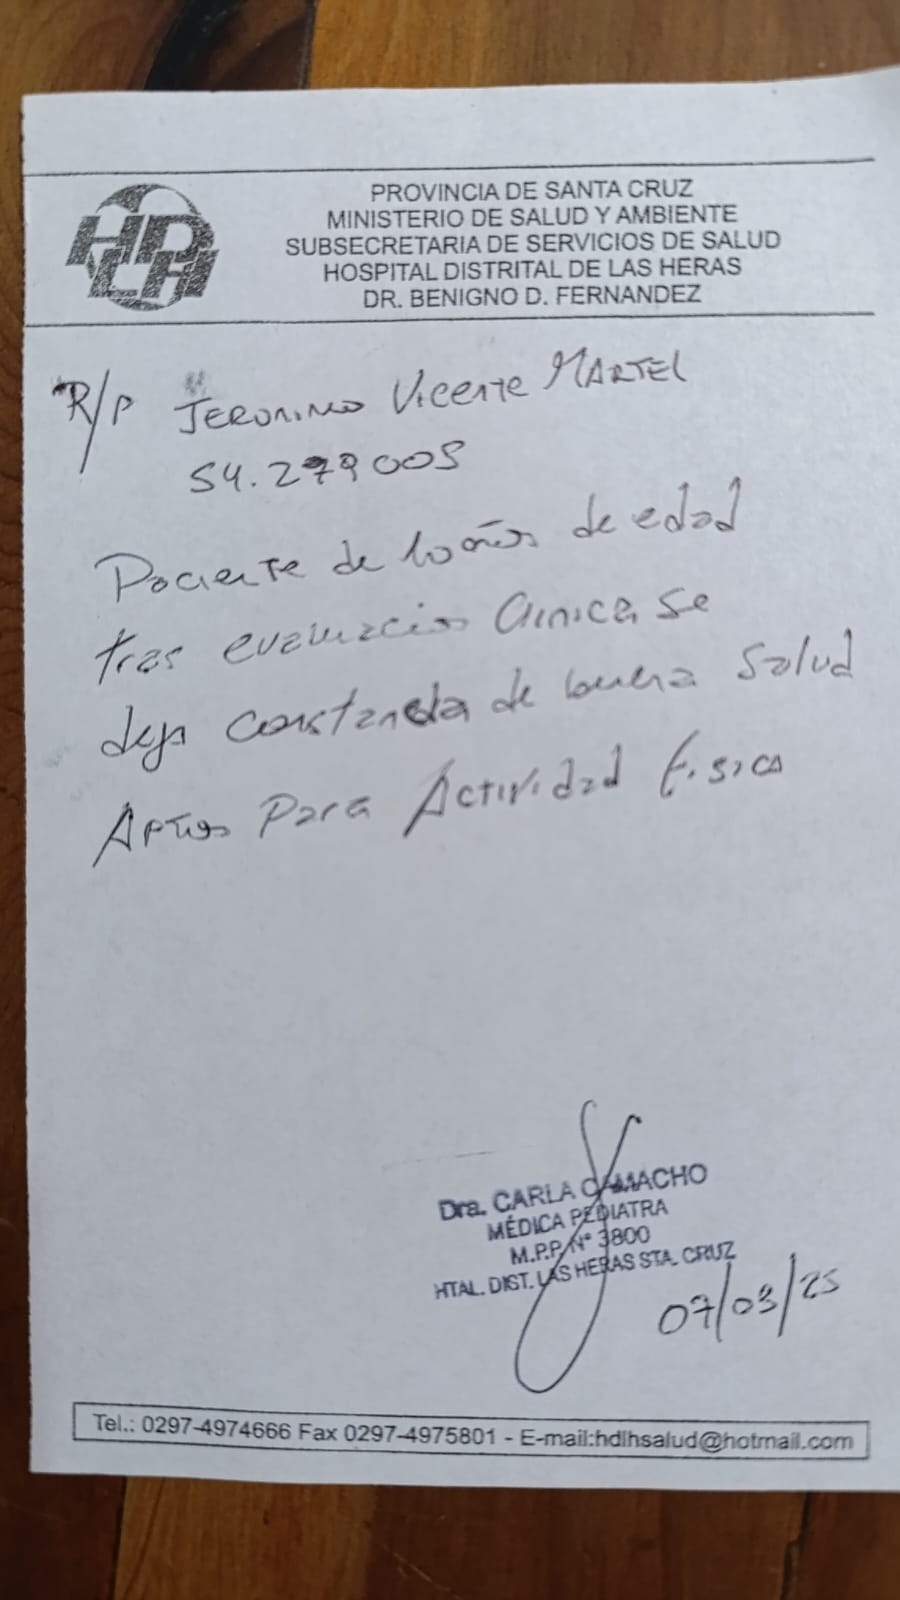 PROVINCIA DE SANTA CRUZ
MINISTERIO DE SALUD Y AMBIENTE
SUBSECRETARIA DE SERVICIOS DE SALUD
HOSPITAL DISTRITAL DE LAS HERAS
DR. BENIGNO D. FERNANDEZ
HDLH
R/P Jeronimo Vicente Martel
54.279005
Paciente de 10 años de edad
tras evaluacion Clinica se
deja constancia de buena Salud
Aptos Para Actividad fisica
Dra. CARLA CAMACHO
MÉDICA PEDIATRA
M.P.P. N° 3800
HTAL. DIST. LAS HERAS STA. CRUZ
07/03/25
Tel.: 0297-4974666 Fax 0297-4975801 - E-mail:hdlhsalud@hotmail.com